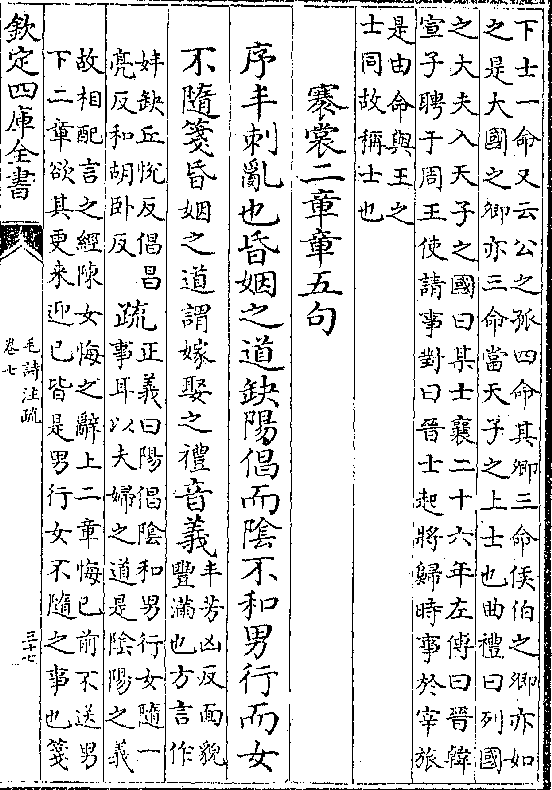 下士一命又云公之孤四命其卿三命侯伯之卿亦如
之是大國之卿亦三命當天子之上士也曲禮曰列國
之大夫入天子之國曰某士襄二十六年左傳曰晉韓
宣子聘于周王使請事對曰晉士起將歸時事於宰旅
是由命與王之
士同故稱士也
褰裳二章章五句
序丰刺亂也昏姻之道缺陽倡而陰不和男行而女
不隨箋昏姻之道謂嫁娶之禮音義丰芳凶反面貌
豐滿也方言作
妦缺丘悅反倡昌
亮反和胡卧反疏正義曰陽倡隂和男行女隨一
事耳以夫婦之道是陰陽之義
故相配言之經陳女悔之辭上二章悔已前不送男
下二章欲其更来迎已皆是男行女不隨之事也箋
欽定四庫全書
毛詩注疏
卷七
三十七